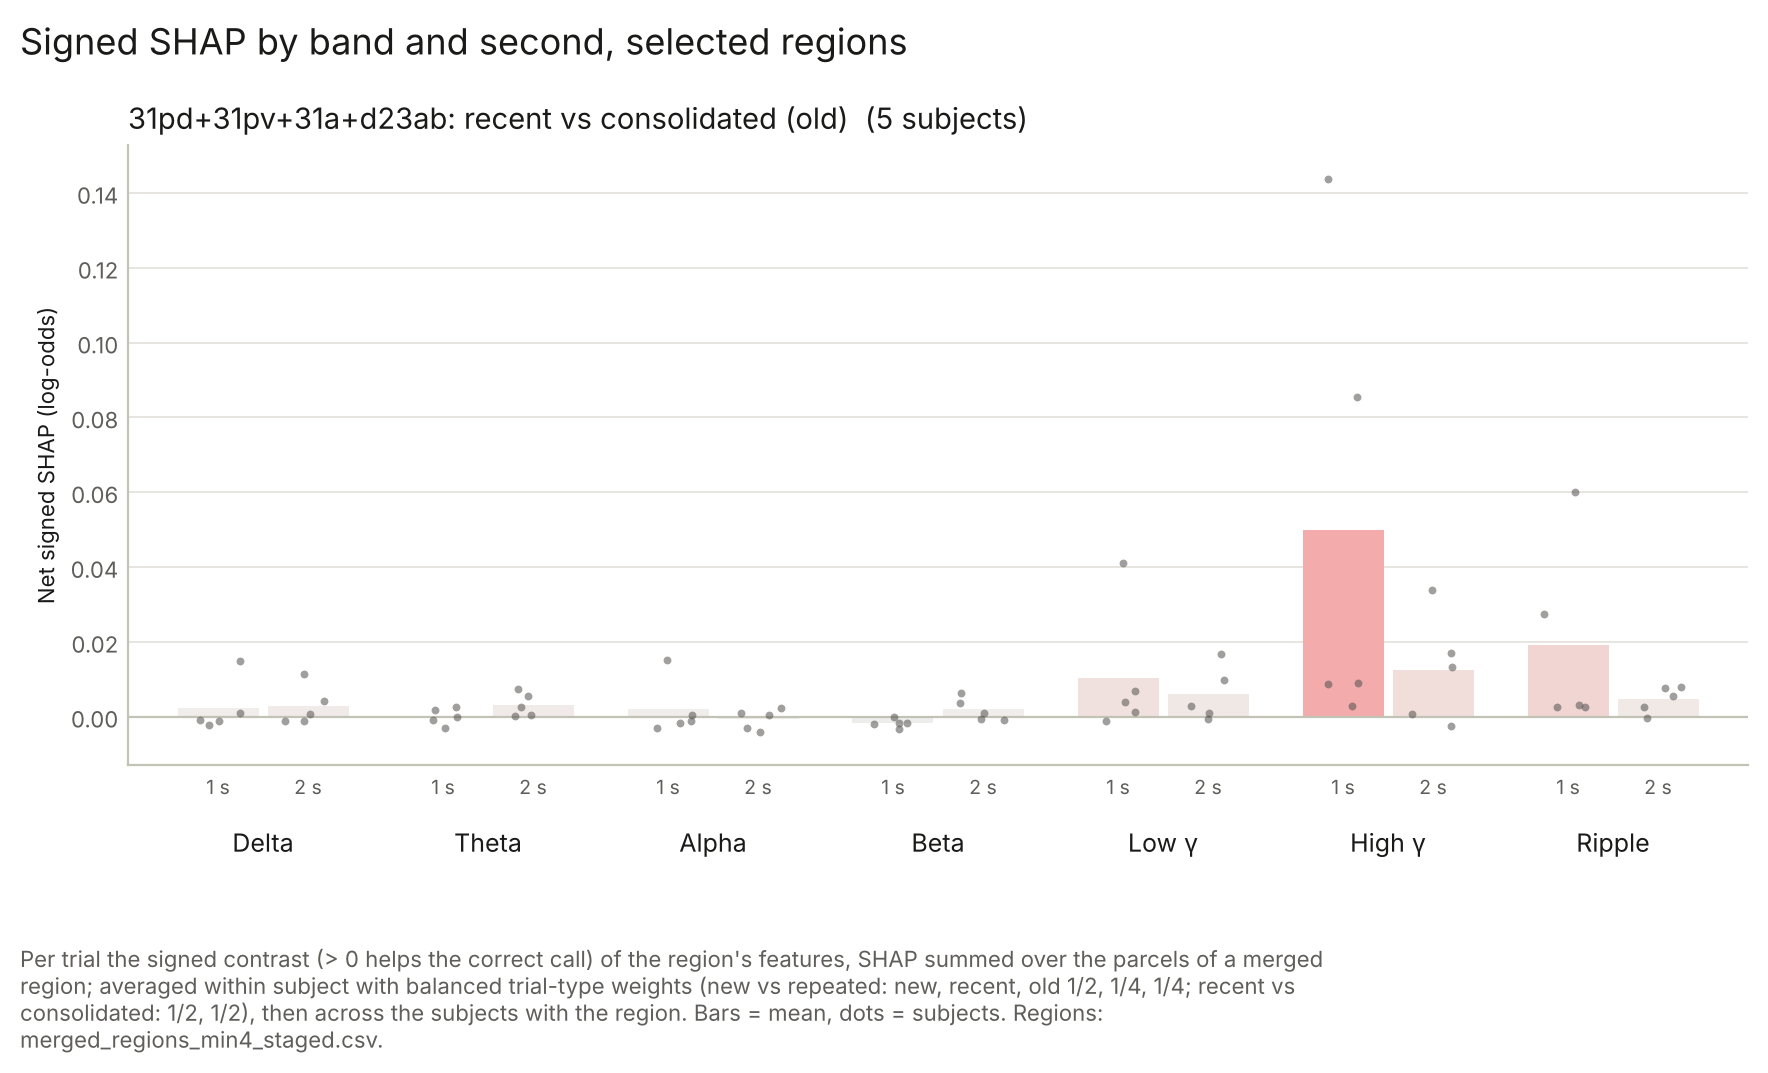 Signed SHAP by band and second, selected regions
31pd+31pv+31a+d23ab: recent vs consolidated (old) (5 subjects)
Net signed SHAP (log-odds)
0.14
0.12
0.10
0.08
0.06
0.04
0.02
0.00
1 s 2 s 1 s 2 s 1 s 2 s 1 s 2 s 1 s 2 s 1 s 2 s 1 s 2 s
Delta Theta Alpha Beta Low γ High γ Ripple
Per trial the signed contrast (> 0 helps the correct call) of the region's features, SHAP summed over the parcels of a merged
region; averaged within subject with balanced trial-type weights (new vs repeated: new, recent, old 1/2, 1/4, 1/4; recent vs
consolidated: 1/2, 1/2), then across the subjects with the region. Bars = mean, dots = subjects. Regions:
merged_regions_min4_staged.csv.